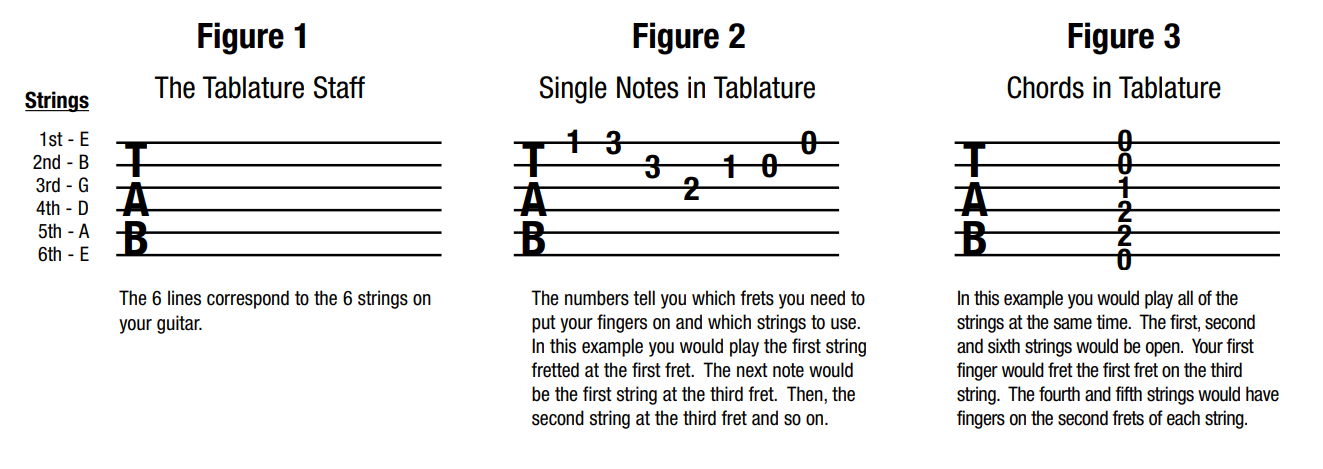 Figure 1
The Tablature Staff
Strings
1st - E
2nd - B
3rd - G
4th - D
5th - A
6th - E
T
A
B
The 6 lines correspond to the 6 strings on
your guitar.
Figure 2
Single Notes in Tablature
T
A
B
1 3 3 2 1 0 0
The numbers tell you which frets you need to
put your fingers on and which strings to use.
In this example you would play the first string
fretted at the first fret. The next note would
be the first string at the third fret. Then, the
second string at the third fret and so on.
Figure 3
Chords in Tablature
T
A
B
0
0
1
2
2
0
In this example you would play all of the
strings at the same time. The first, second
and sixth strings would be open. Your first
finger would fret the first fret on the third
string. The fourth and fifth strings would have
fingers on the second frets of each string.